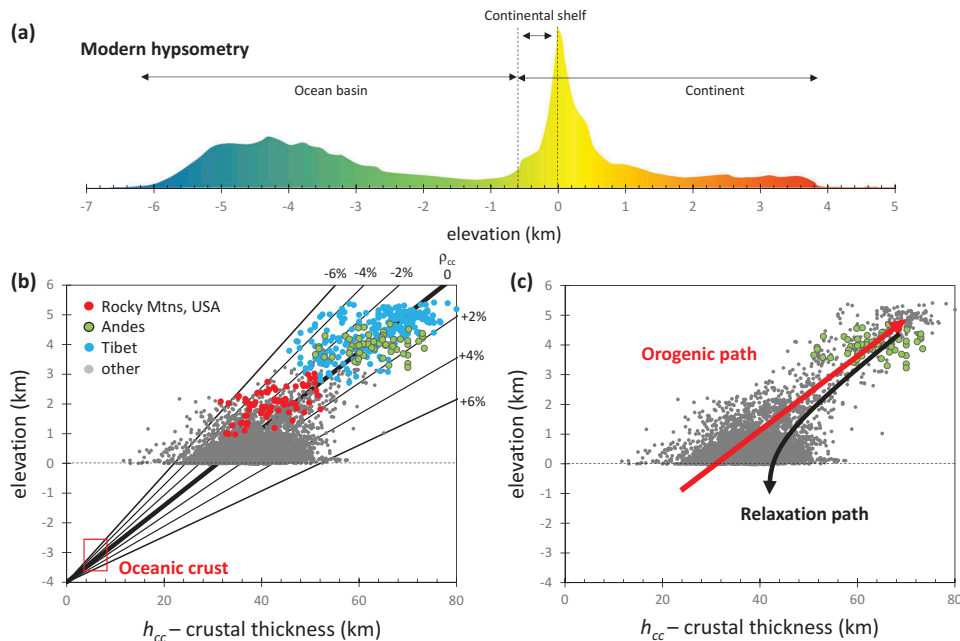 (a)
Continental shelf
Modern hypsometry
Ocean basin
Continent
-7 -6 -5 -4 -3 -2 -1 0 1 2 3 4 5
elevation (km)
(b)
-6% -4% -2% ρcc 0
6
5
4
3
2
1
0
-1
-2
-3
-4
elevation (km)
Rocky Mtns, USA
Andes
Tibet
other
+2%
+4%
+6%
Oceanic crust
0 20 40 60 80
hcc – crustal thickness (km)
(c)
6
5
4
3
2
1
0
-1
-2
-3
-4
elevation (km)
Orogenic path
Relaxation path
0 20 40 60 80
hcc – crustal thickness (km)